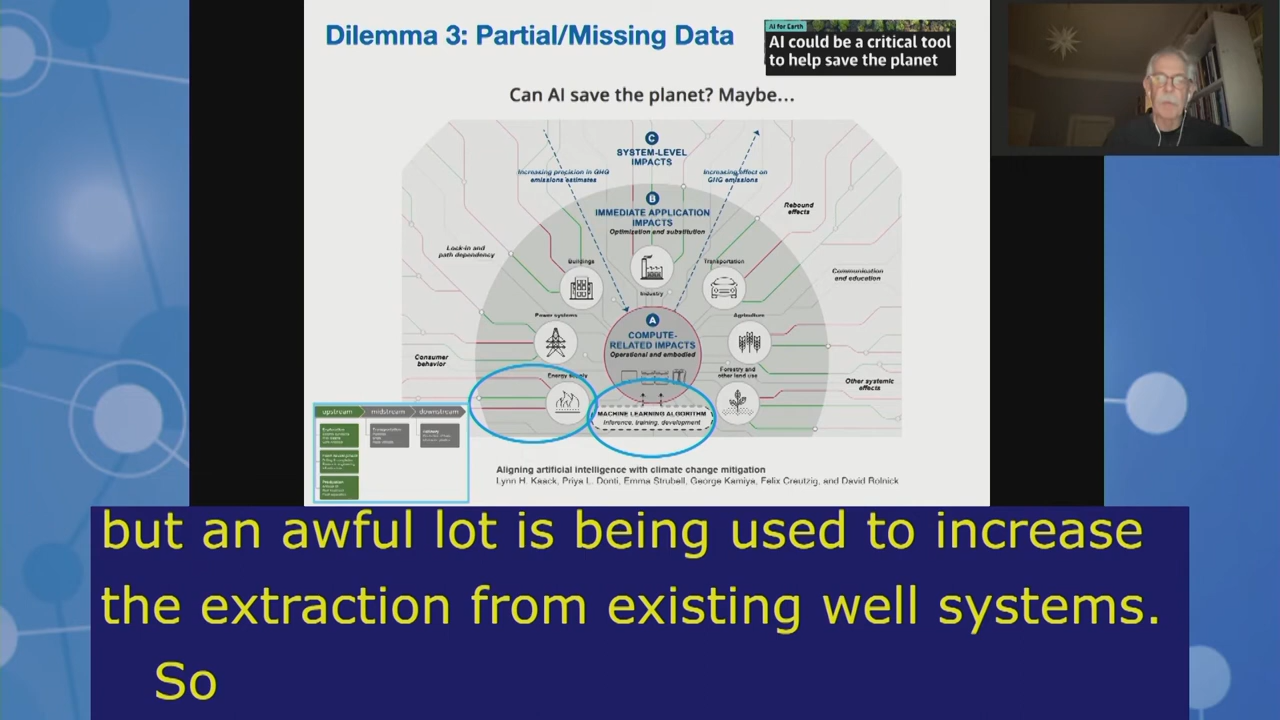 Dilemma 3: Partial/Missing Data
AI for Earth
AI could be a critical tool
to help save the planet
Can AI save the planet? Maybe...
C
SYSTEM-LEVEL
IMPACTS
Increasing precision in GHG
emissions estimates
Increasing effect on
GHG emissions
B
IMMEDIATE APPLICATION
IMPACTS
Optimization and substitution
Rebound
effects
Lock-in and
path dependency
Buildings
Industry
Transportation
Communication
and education
Power systems
Agriculture
A
COMPUTE-
RELATED IMPACTS
Operational and embodied
Consumer
behavior
Energy supply
Forestry and
other land use
Other systemic
effects
MACHINE LEARNING ALGORITHM
Inference, training, development
upstream midstream downstream
Aligning artificial intelligence with climate change mitigation
Lynn H. Kaack, Priya L. Donti, Emma Strubell, George Kamiya, Felix Creutzig, and David Rolnick
but an awful lot is being used to increase
the extraction from existing well systems.
So